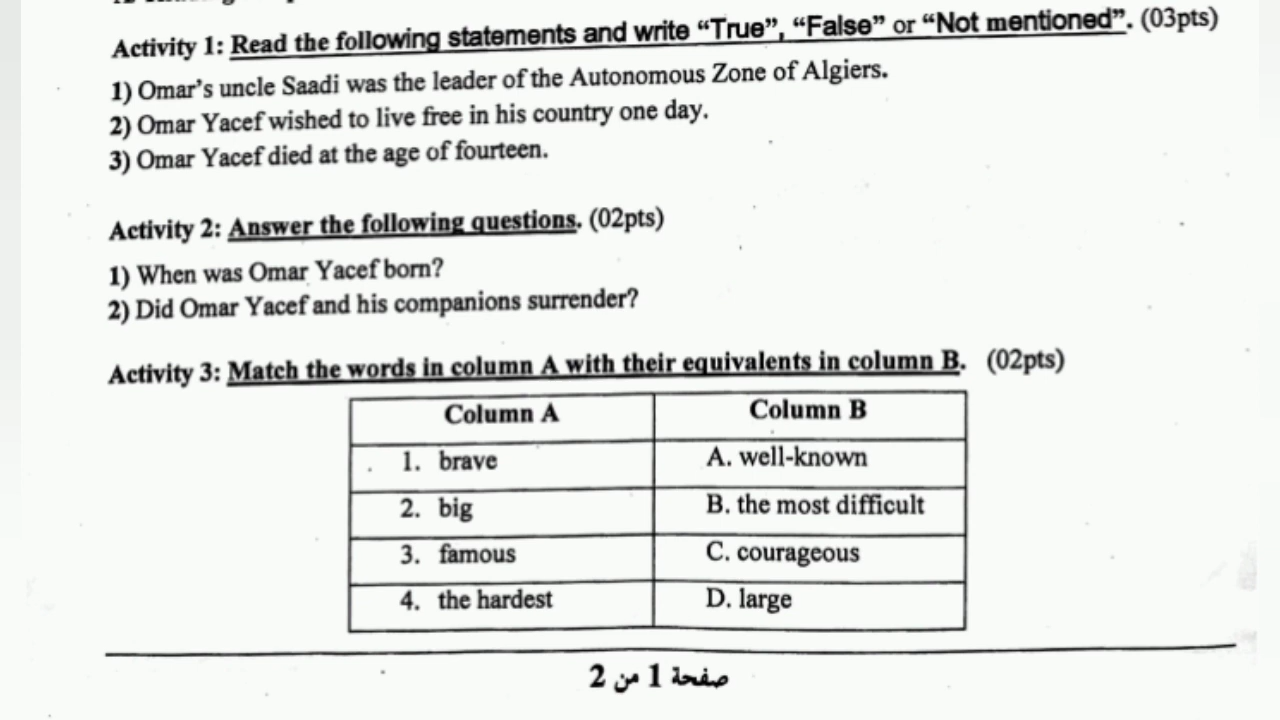 Activity 1: Read the following statements and write “True”, “False” or “Not mentioned”. (03pts)
1) Omar’s uncle Saadi was the leader of the Autonomous Zone of Algiers.
2) Omar Yacef wished to live free in his country one day.
3) Omar Yacef died at the age of fourteen.
Activity 2: Answer the following questions. (02pts)
1) When was Omar Yacef born?
2) Did Omar Yacef and his companions surrender?
Activity 3: Match the words in column A with their equivalents in column B. (02pts)
Column A Column B
1. brave A. well-known
2. big B. the most difficult
3. famous C. courageous
4. the hardest D. large
صفحة 1 من 2